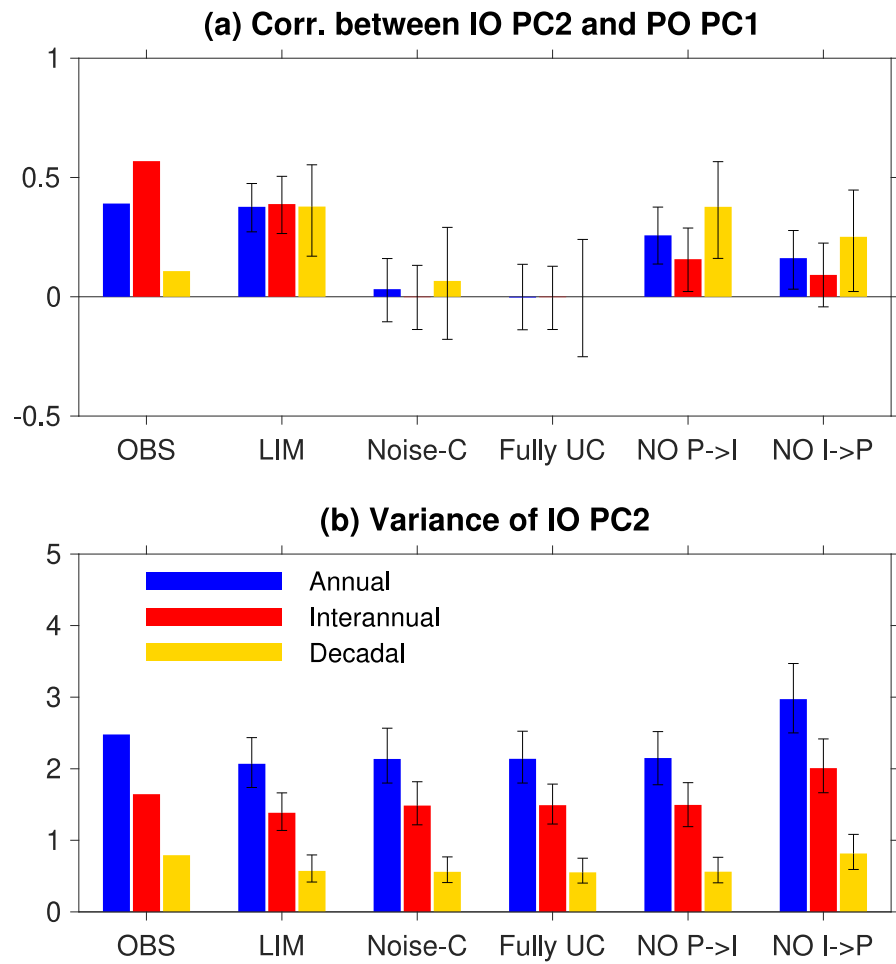 (a) Corr. between IO PC2 and PO PC1
1
0.5
0
-0.5
OBS LIM Noise-C Fully UC NO P->I NO I->P
(b) Variance of IO PC2
5
4
3
2
1
0
Annual
Interannual
Decadal
OBS LIM Noise-C Fully UC NO P->I NO I->P